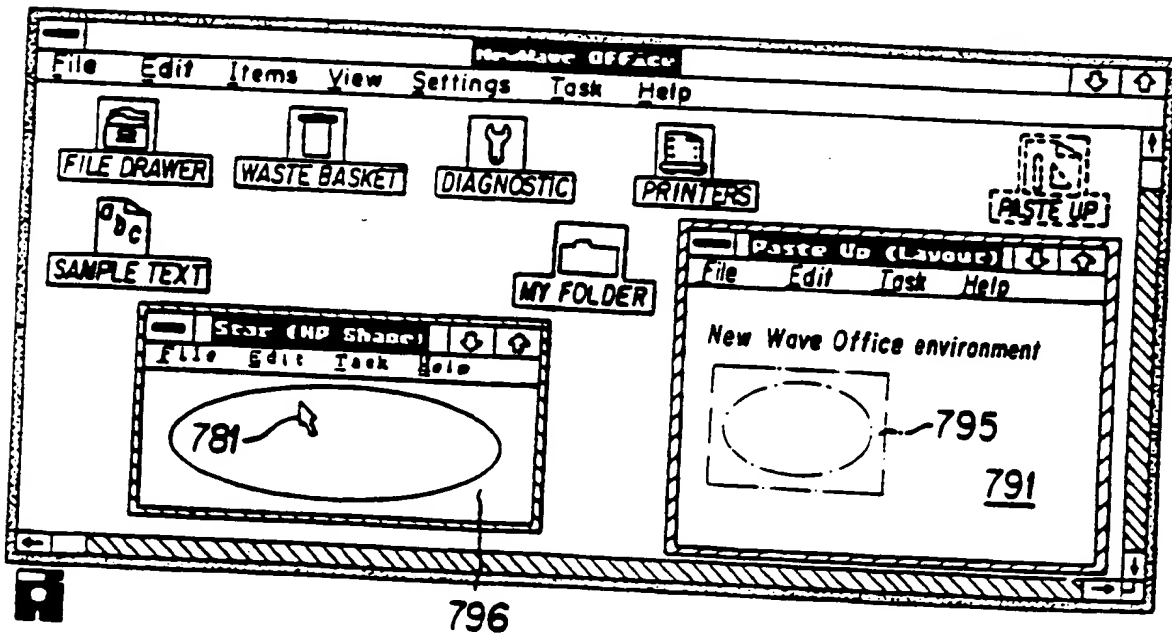 NewWave Office
File Edit Items View Settings Task Help
FILE DRAWER WASTE BASKET DIAGNOSTIC PRINTERS PASTE UP
abc
SAMPLE TEXT MY FOLDER
Paste Up (Layout)
File Edit Task Help
New Wave Office environment
795
791
Star (HP Shape)
File Edit Task Help
781
796